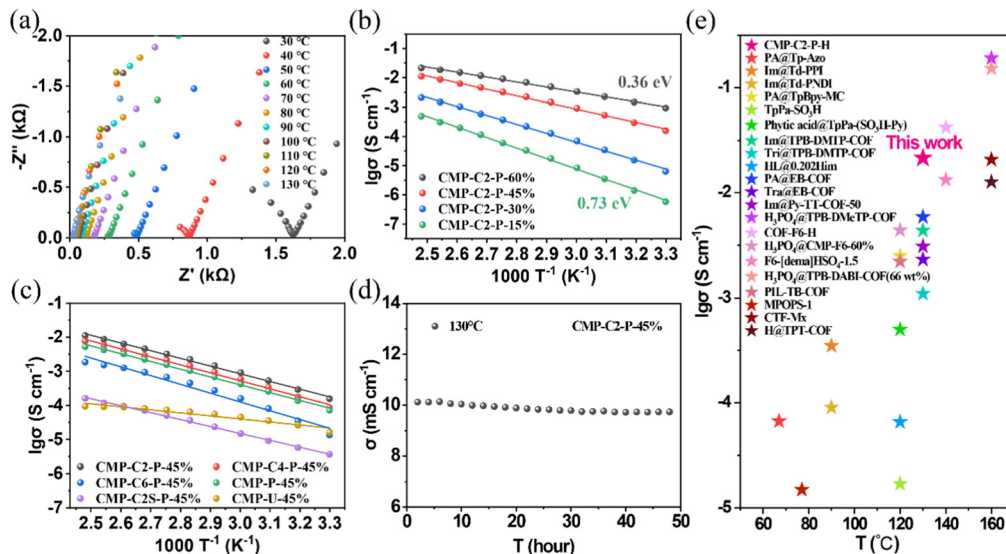 (a)
-2.0
-1.5
-1.0
-0.5
0.0
-Z'' (kΩ)
0.0 0.5 1.0 1.5 2.0
Z' (kΩ)
30 °C
40 °C
50 °C
60 °C
70 °C
80 °C
90 °C
100 °C
110 °C
120 °C
130 °C
(b)
0
-1
-2
-3
-4
-5
-6
-7
lgσ (S cm⁻¹)
0.36 eV
0.73 eV
CMP-C2-P-60%
CMP-C2-P-45%
CMP-C2-P-30%
CMP-C2-P-15%
2.5 2.6 2.7 2.8 2.9 3.0 3.1 3.2 3.3
1000 T⁻¹ (K⁻¹)
(c)
-1
-2
-3
-4
-5
-6
-7
lgσ (S cm⁻¹)
CMP-C2-P-45%
CMP-C4-P-45%
CMP-C6-P-45%
CMP-P-45%
CMP-C2S-P-45%
CMP-U-45%
2.5 2.6 2.7 2.8 2.9 3.0 3.1 3.2 3.3
1000 T⁻¹ (K⁻¹)
(d)
14
12
10
8
6
4
2
0
σ (mS cm⁻¹)
130°C
CMP-C2-P-45%
0 10 20 30 40 50
T (hour)
(e)
-1
-2
-3
-4
-5
lgσ (S cm⁻¹)
CMP-C2-P-H
PA@Tp-Azo
Im@Td-PPI
Im@Td-PNDI
PA@TpBpy-MC
TpPa-SO₃H
Phytic acid@TpPa-(SO₃H-Py)
Im@TPB-DMTP-COF
Tri@TPB-DMTP-COF
HL@0.202Him
PA@EB-COF
Tra@EB-COF
Im@Py-TT-COF-50
H₃PO₄@TPB-DMeTP-COF
COF-F6-H
H₃PO₄@CMP-F6-60%
F6-[dema]HSO₄-1.5
H₃PO₄@TPB-DABI-COF(66 wt%)
PIL-TB-COF
MPOPS-1
CTF-Mx
H@TPT-COF
This work
60 80 100 120 140 160
T (°C)